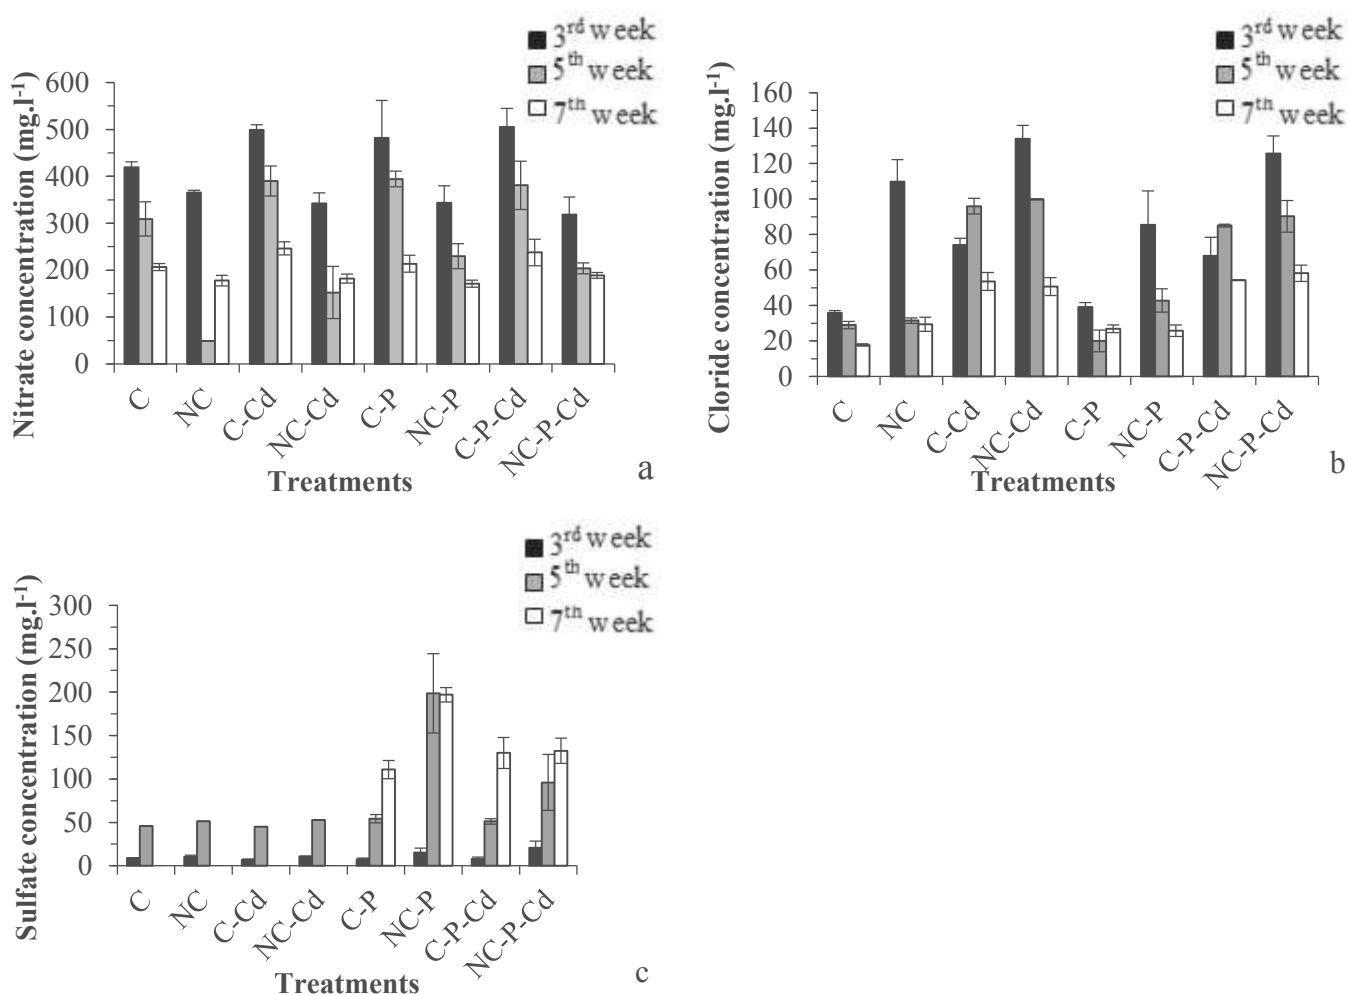 3rd week
5th week
7th week
Nitrate concentration (mg.l-1)
600
500
400
300
200
100
0
C
NC
C-Cd
NC-Cd
C-P
NC-P
C-P-Cd
NC-P-Cd
Treatments
a
3rd week
5th week
7th week
Cloride concentration (mg.l-1)
160
140
120
100
80
60
40
20
0
C
NC
C-Cd
NC-Cd
C-P
NC-P
C-P-Cd
NC-P-Cd
Treatments
b
3rd week
5th week
7th week
Sulfate concentration (mg.l-1)
300
250
200
150
100
50
0
C
NC
C-Cd
NC-Cd
C-P
NC-P
C-P-Cd
NC-P-Cd
Treatments
c